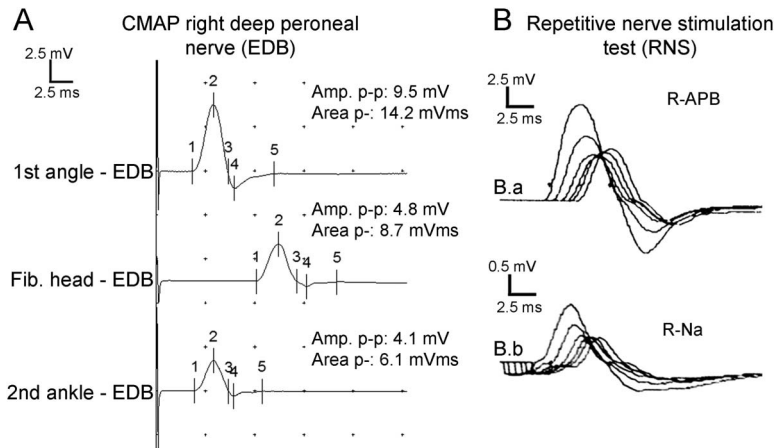 A
CMAP right deep peroneal
nerve (EDB)
2.5 mV
2.5 ms
2
Amp. p-p: 9.5 mV
Area p-: 14.2 mVms
1
3
4
5
1st angle - EDB
Amp. p-p: 4.8 mV
Area p-: 8.7 mVms
2
1
3
4
5
Fib. head - EDB
Amp. p-p: 4.1 mV
Area p-: 6.1 mVms
2
1
3
4
5
2nd ankle - EDB
B
Repetitive nerve stimulation
test (RNS)
2.5 mV
2.5 ms
R-APB
B.a
0.5 mV
2.5 ms
R-Na
B.b